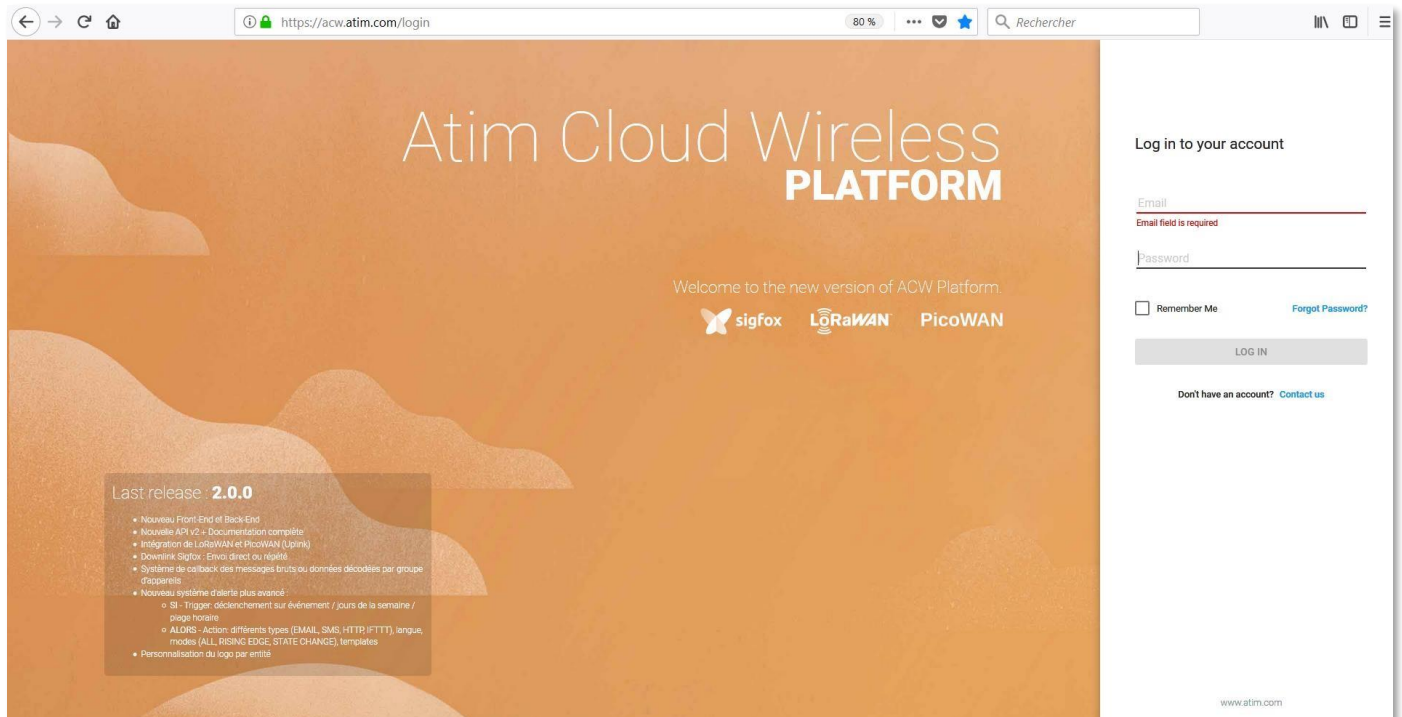 https://acw.atim.com/login
80 %
Rechercher
Atim Cloud Wireless
PLATFORM
Welcome to the new version of ACW Platform.
sigfox LoRaWAN PicoWAN
Last release : 2.0.0
Nouveau Front-End et Back-End
Nouvelle API v2 + Documentation complète
Intégration de LoRaWAN et PicoWAN (Uplink)
Downlink Sigfox : Envoi direct ou répété
Système de callback des messages bruts ou données décodées par groupe
d'appareils
Nouveau système d'alerte plus avancé :
SI - Trigger: déclenchement sur événement / jours de la semaine /
plage horaire
ALORS - Action: différents types (EMAIL, SMS, HTTP, IFTTT), langue,
modes (ALL, RISING EDGE, STATE CHANGE), templates
Personnalisation du logo par entité
Log in to your account
Email
Email field is required
Password
Remember Me Forgot Password?
LOG IN
Don't have an account? Contact us
www.atim.com